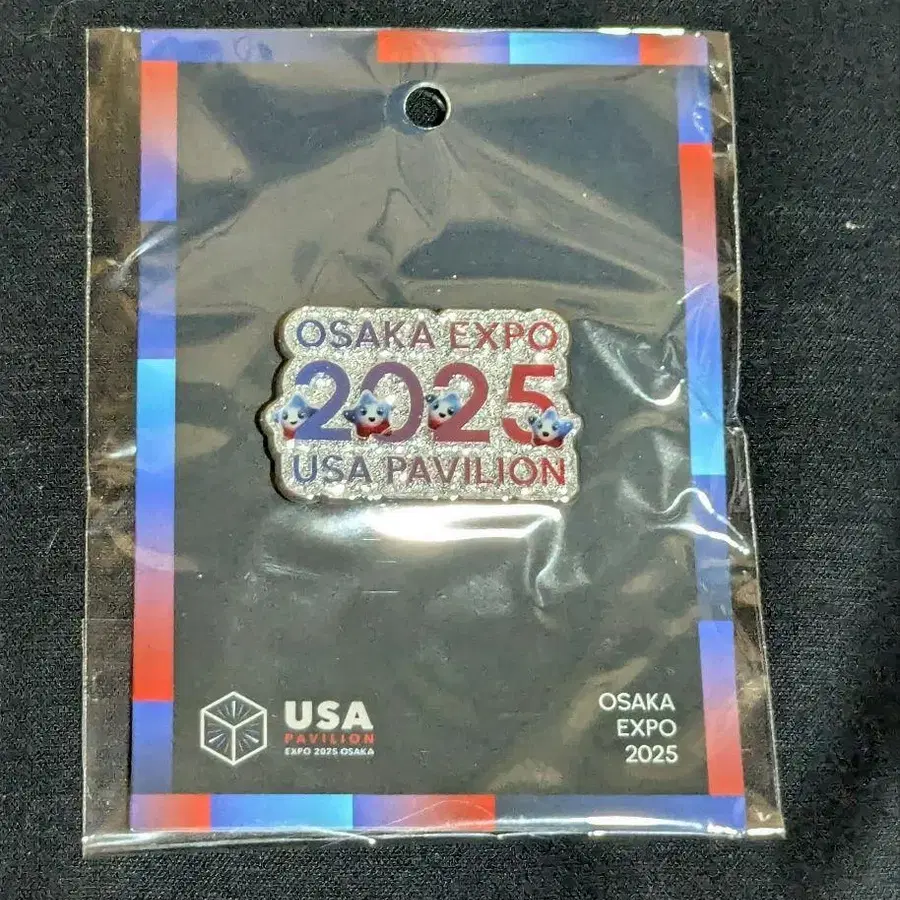 OSAKA EXPO
2025
USA PAVILION
USA
PAVILION
EXPO 2025 OSAKA
OSAKA
EXPO
2025